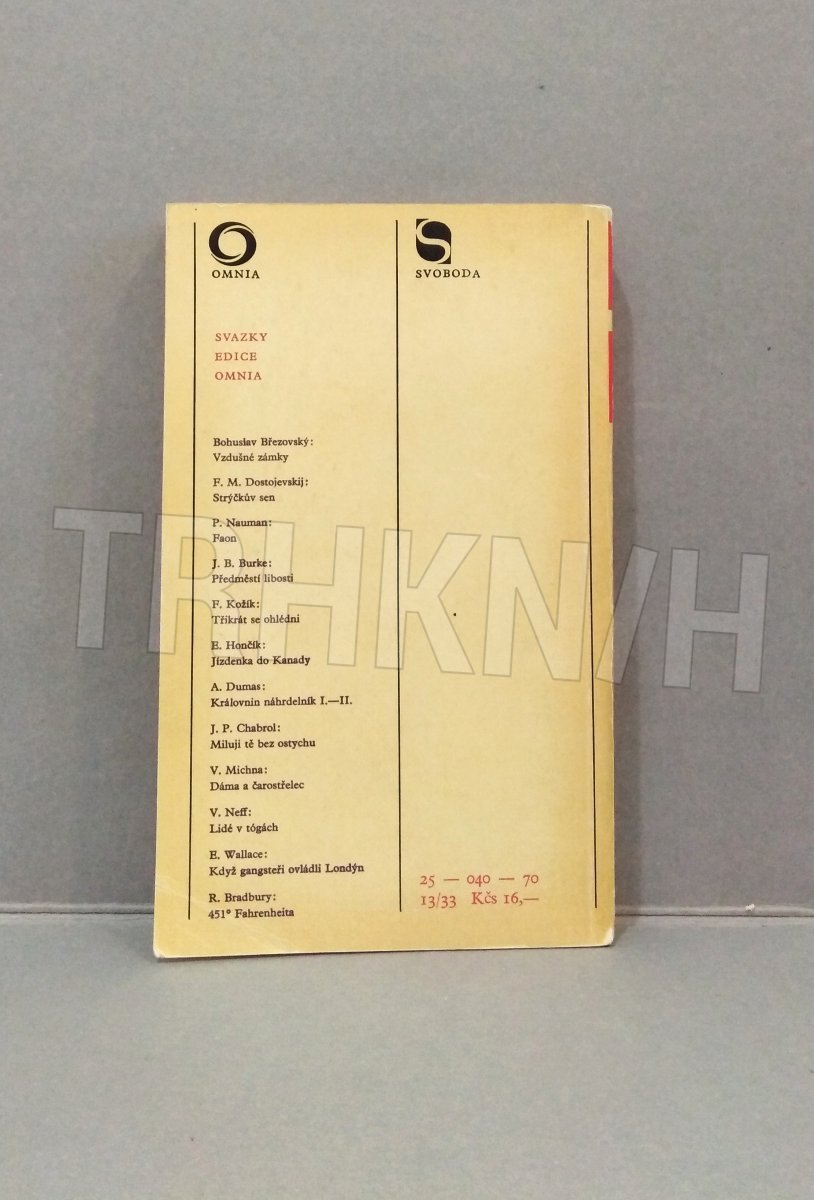 OMNIA
SVAZKY
EDICE
OMNIA
Bohuslav Březovský:
Vzdušné zámky
F. M. Dostojevskij:
Strýčkův sen
P. Nauman:
Faon
J. B. Burke:
Předměstí libosti
F. Kožík:
Třikrát se ohlédni
E. Hončík:
Jízdenka do Kanady
A. Dumas:
Královnin náhrdelník I.—II.
J. P. Chabrol:
Miluji tě bez ostychu
V. Michna:
Dáma a čarostřelec
V. Neff:
Lidé v tógách
E. Wallace:
Když gangsteři ovládli Londýn
R. Bradbury:
451° Fahrenheita
S
SVOBODA
25 — 040 — 70
13/33 Kčs 16,—
TRHKNIH